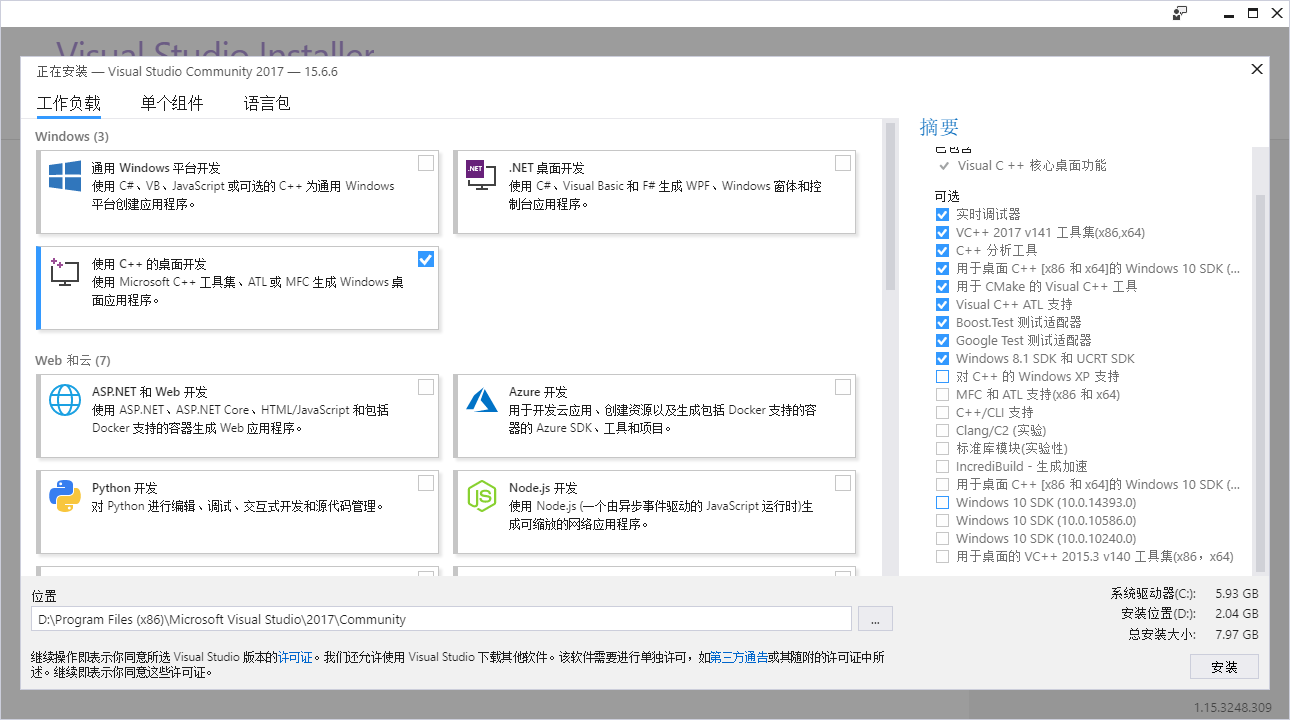 Visual Studio Installer
正在安装 — Visual Studio Community 2017 — 15.6.6
工作负载
单个组件
语言包
Windows (3)
通用 Windows 平台开发
使用 C#、VB、JavaScript 或可选的 C++ 为通用 Windows
平台创建应用程序。
.NET
.NET 桌面开发
使用 C#、Visual Basic 和 F# 生成 WPF、Windows 窗体和控
制台应用程序。
使用 C++ 的桌面开发
使用 Microsoft C++ 工具集、ATL 或 MFC 生成 Windows 桌
面应用程序。
Web 和云 (7)
ASP.NET 和 Web 开发
使用 ASP.NET、ASP.NET Core、HTML/JavaScript 和包括
Docker 支持的容器生成 Web 应用程序。
Azure 开发
用于开发云应用、创建资源以及生成包括 Docker 支持的容
器的 Azure SDK、工具和项目。
Python 开发
对 Python 进行编辑、调试、交互式开发和源代码管理。
JS
Node.js 开发
使用 Node.js (一个由异步事件驱动的 JavaScript 运行时)生
成可缩放的网络应用程序。
摘要
已包含
Visual C ++ 核心桌面功能
可选
实时调试器
VC++ 2017 v141 工具集(x86,x64)
C++ 分析工具
用于桌面 C++ [x86 和 x64]的 Windows 10 SDK (...
用于 CMake 的 Visual C++ 工具
Visual C++ ATL 支持
Boost.Test 测试适配器
Google Test 测试适配器
Windows 8.1 SDK 和 UCRT SDK
对 C++ 的 Windows XP 支持
MFC 和 ATL 支持(x86 和 x64)
C++/CLI 支持
Clang/C2 (实验)
标准库模块(实验性)
IncrediBuild - 生成加速
用于桌面 C++ [x86 和 x64]的 Windows 10 SDK (...
Windows 10 SDK (10.0.14393.0)
Windows 10 SDK (10.0.10586.0)
Windows 10 SDK (10.0.10240.0)
用于桌面的 VC++ 2015.3 v140 工具集(x86，x64)
位置
D:\Program Files (x86)\Microsoft Visual Studio\2017\Community
...
继续操作即表示你同意所选 Visual Studio 版本的许可证。我们还允许使用 Visual Studio 下载其他软件。该软件需要进行单独许可，如第三方通告或其随附的许可证中所
述。继续即表示你同意这些许可证。
系统驱动器(C:): 5.93 GB
安装位置(D:): 2.04 GB
总安装大小: 7.97 GB
安装
1.15.3248.309